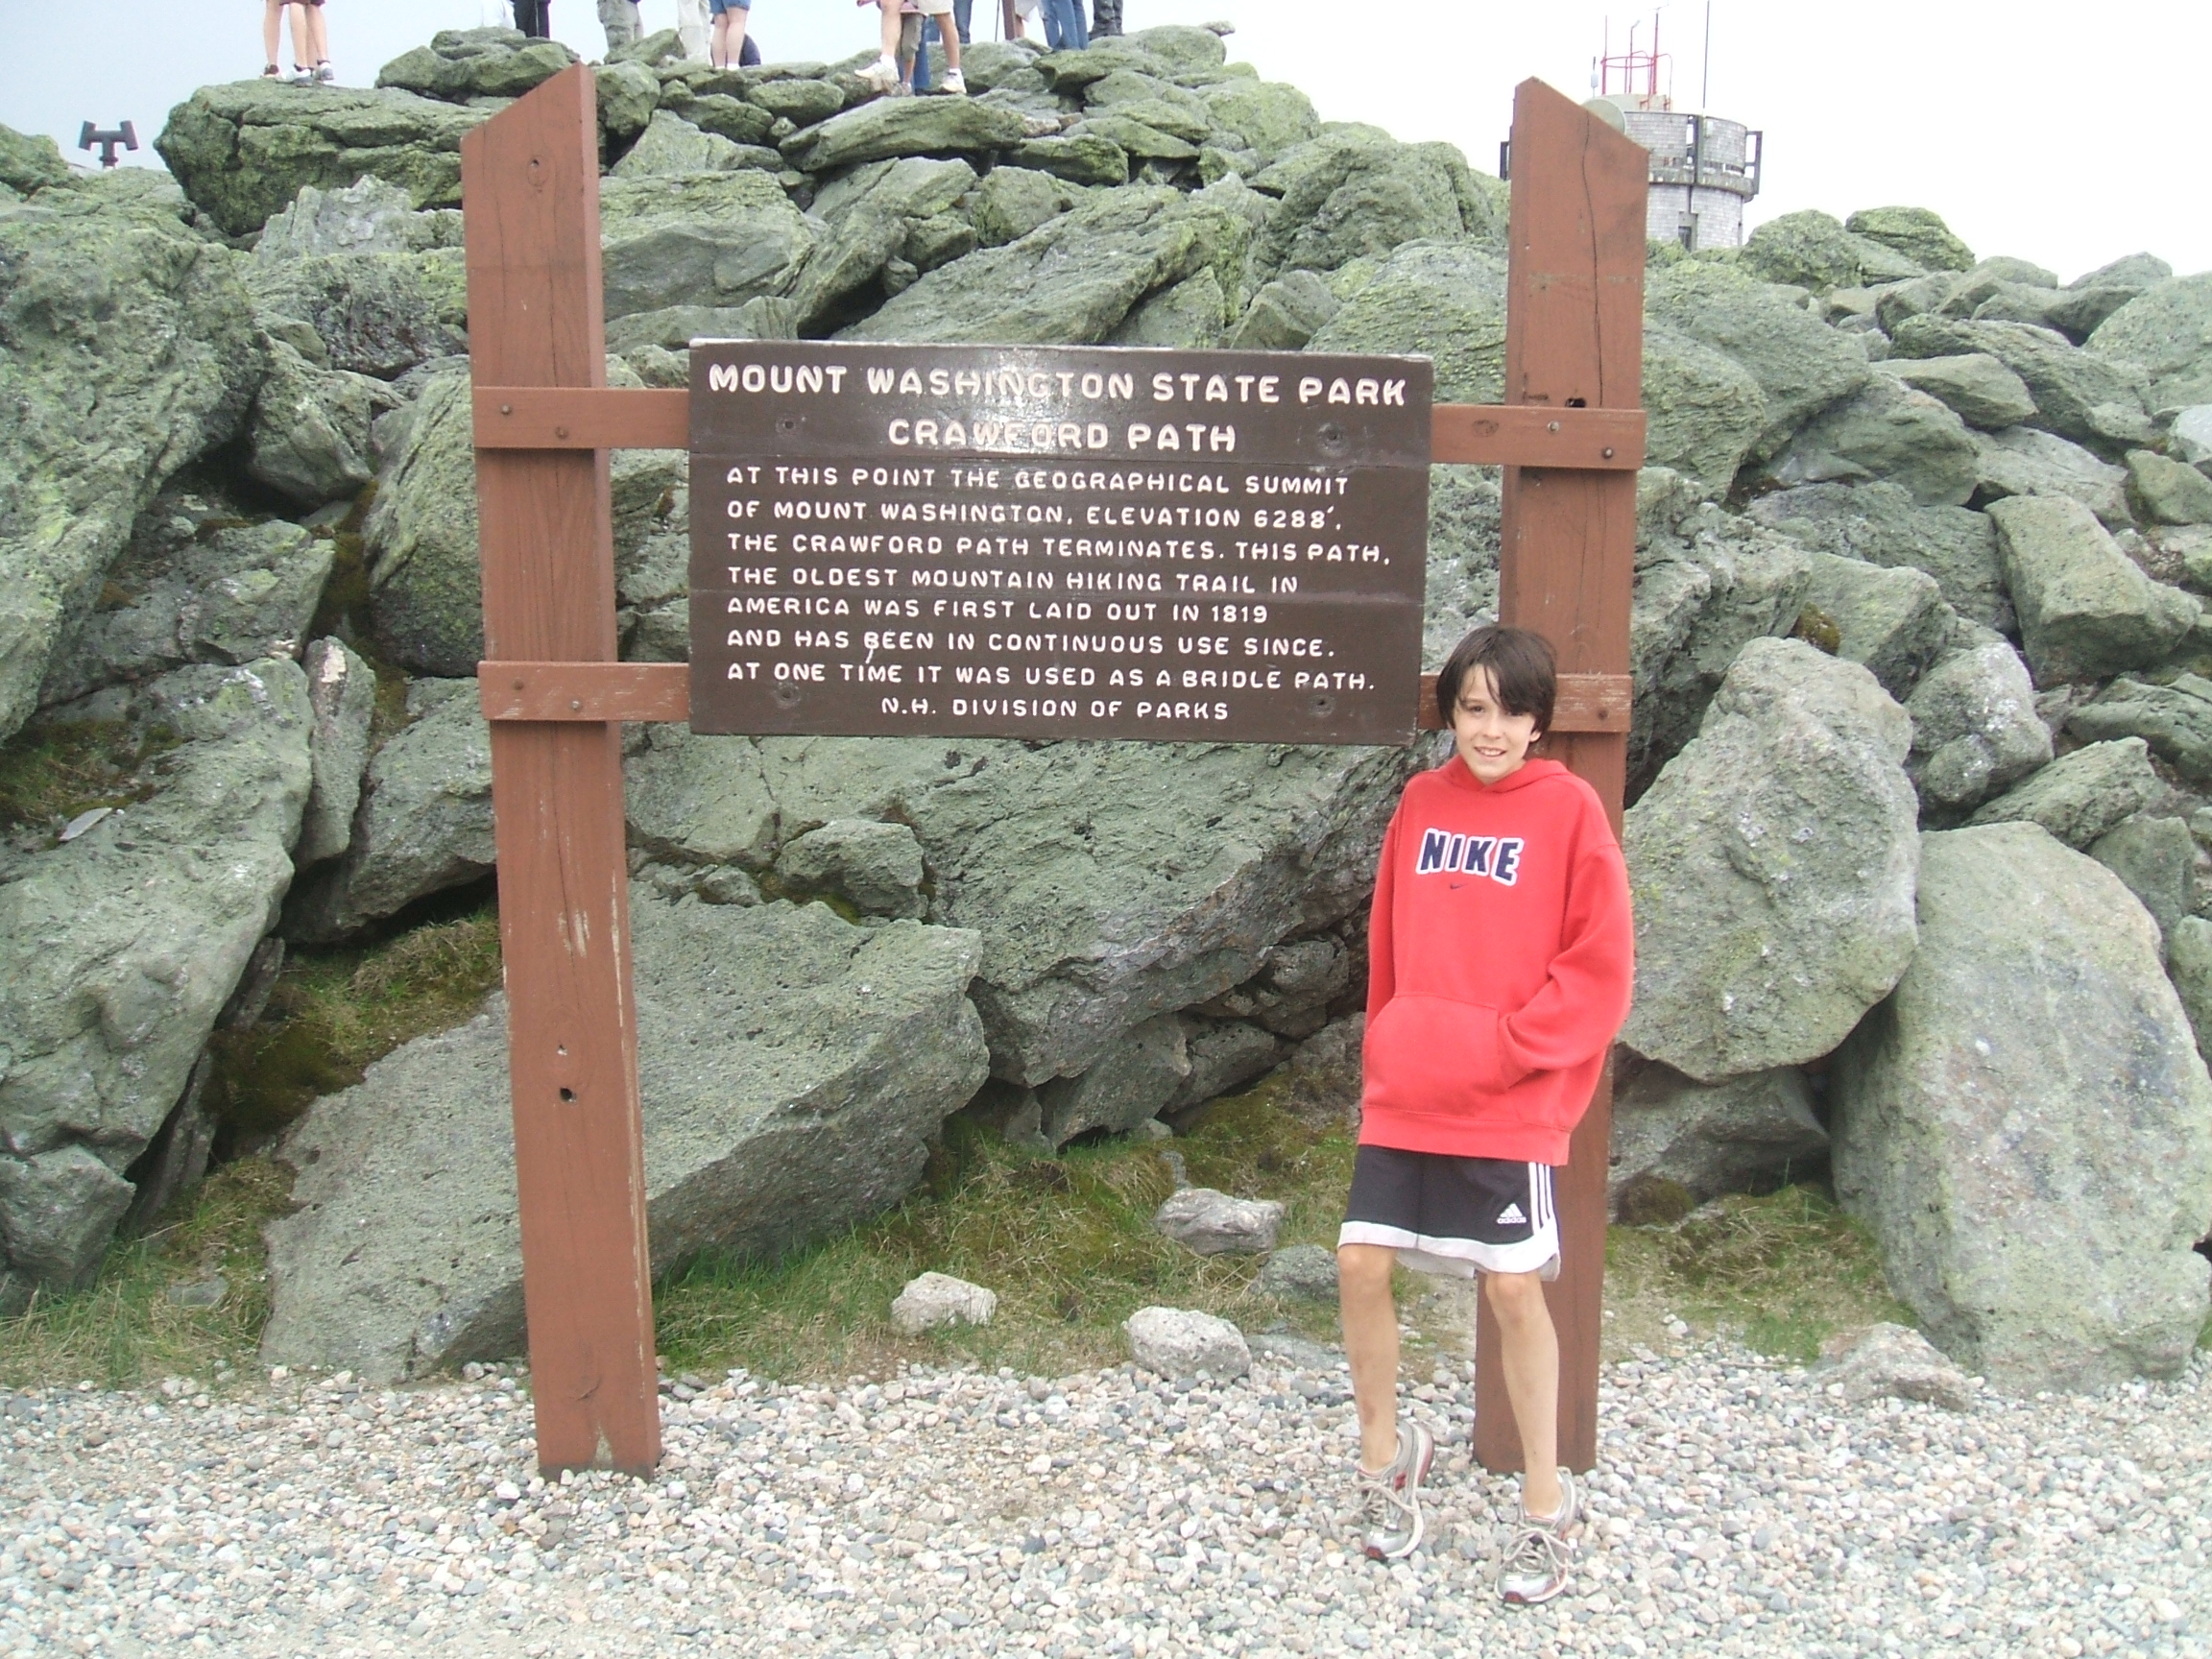 MOUNT WASHINGTON STATE PARK
CRAWFORD PATH
AT THIS POINT THE GEOGRAPHICAL SUMMIT
OF MOUNT WASHINGTON, ELEVATION 6288',
THE CRAWFORD PATH TERMINATES. THIS PATH,
THE OLDEST MOUNTAIN HIKING TRAIL IN
AMERICA WAS FIRST LAID OUT IN 1819
AND HAS BEEN IN CONTINUOUS USE SINCE.
AT ONE TIME IT WAS USED AS A BRIDLE PATH.
N.H. DIVISION OF PARKS
NIKE
adidas